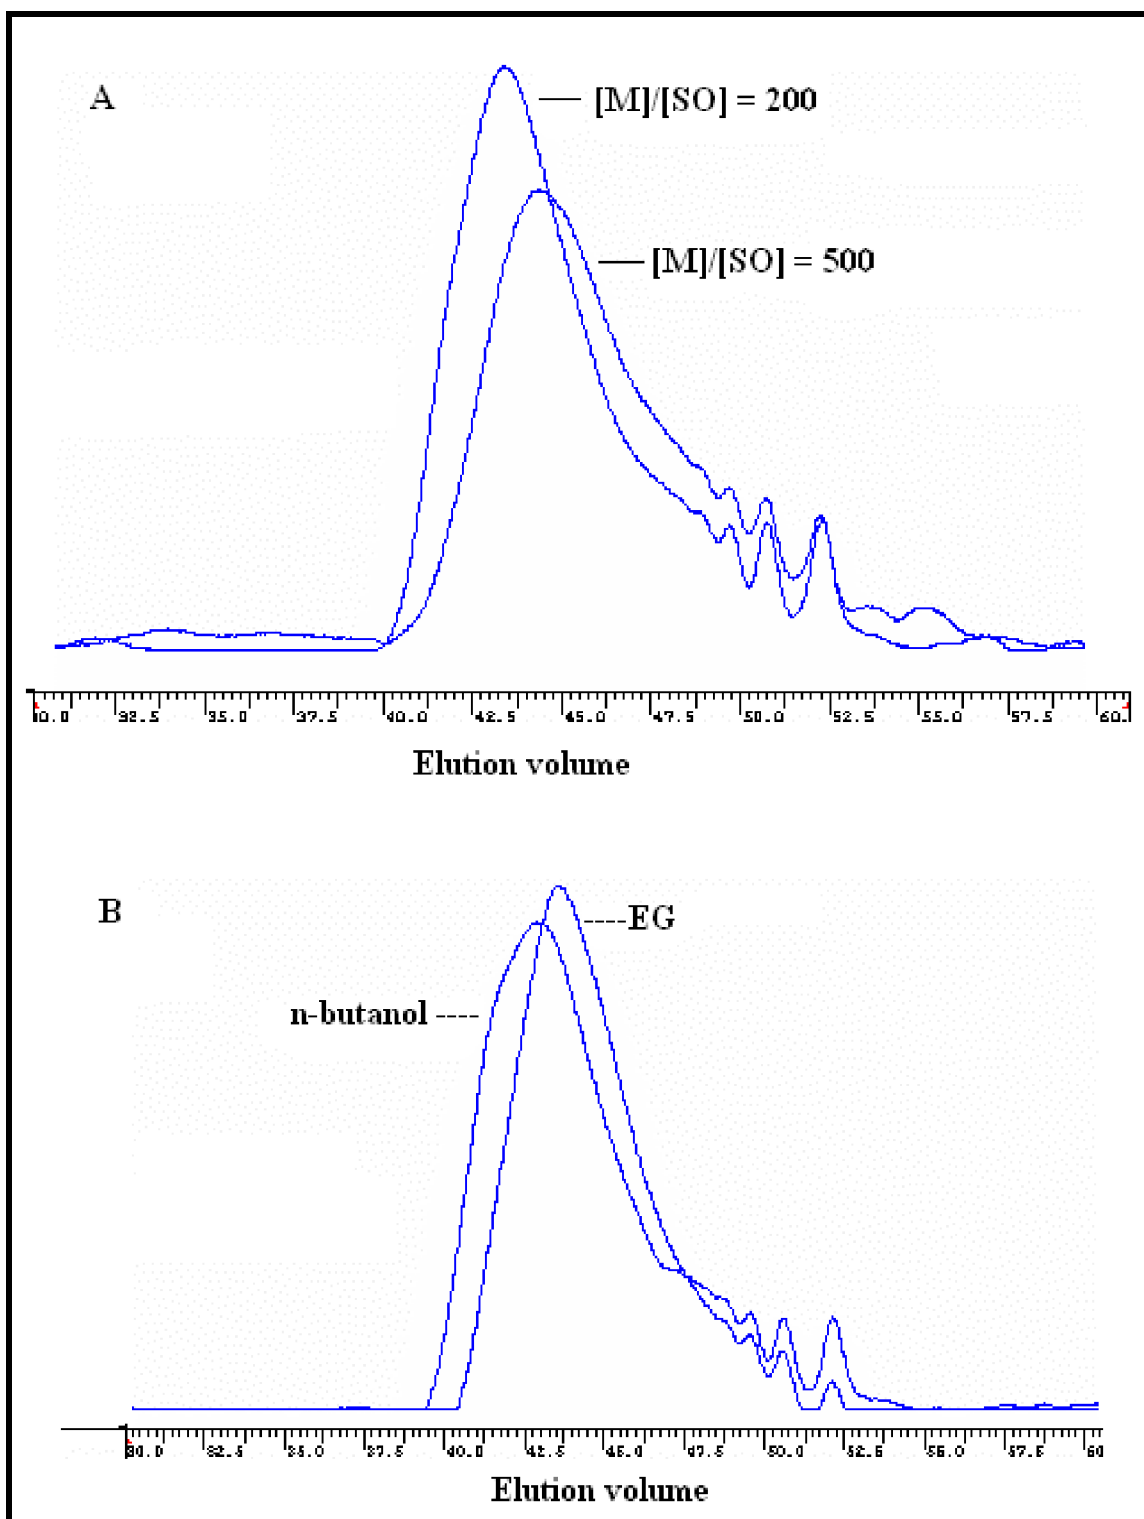 A
[M]/[SO] = 200
[M]/[SO] = 500
30.0 32.5 35.0 37.5 40.0 42.5 45.0 47.5 50.0 52.5 55.0 57.5 60.
Elution volume
B
----EG
n-butanol ----
30.0 32.5 35.0 37.5 40.0 42.5 45.0 47.5 50.0 52.5 55.0 57.5 60
Elution volume